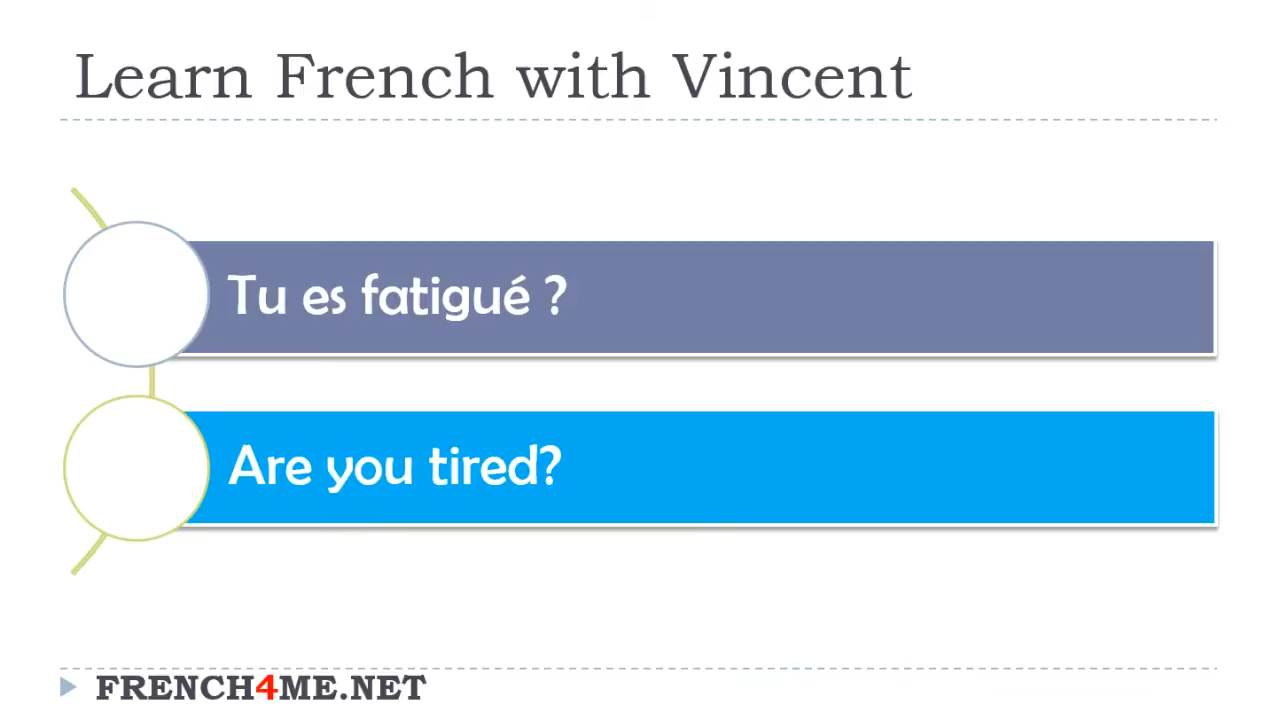 Learn French with Vincent
Tu es fatigué ?
Are you tired?
FRENCH4ME.NET